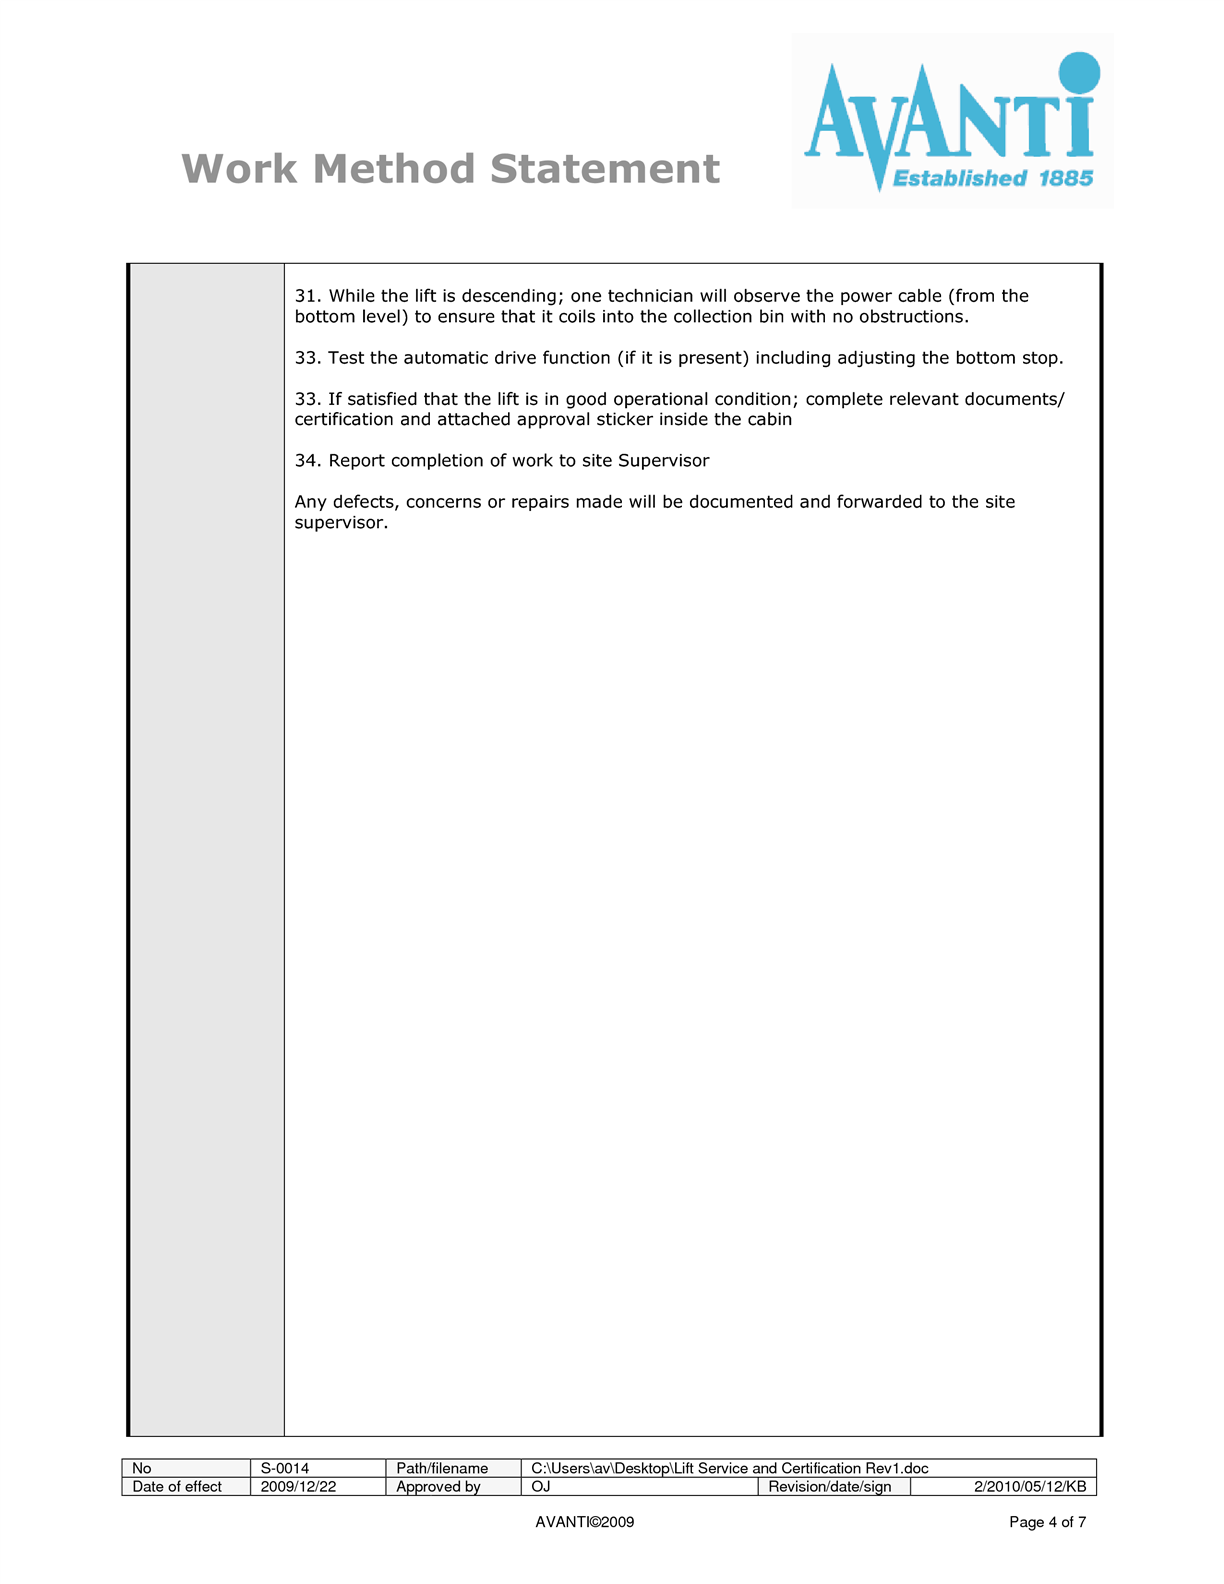 AVANTI
Established 1885
Work Method Statement
31. While the lift is descending; one technician will observe the power cable (from the
bottom level) to ensure that it coils into the collection bin with no obstructions.
33. Test the automatic drive function (if it is present) including adjusting the bottom stop.
33. If satisfied that the lift is in good operational condition; complete relevant documents/
certification and attached approval sticker inside the cabin
34. Report completion of work to site Supervisor
Any defects, concerns or repairs made will be documented and forwarded to the site
supervisor.
No S-0014 Path/filename C:\Users\av\Desktop\Lift Service and Certification Rev1.doc
Date of effect 2009/12/22 Approved by OJ Revision/date/sign 2/2010/05/12/KB
AVANTI©2009 Page 4 of 7